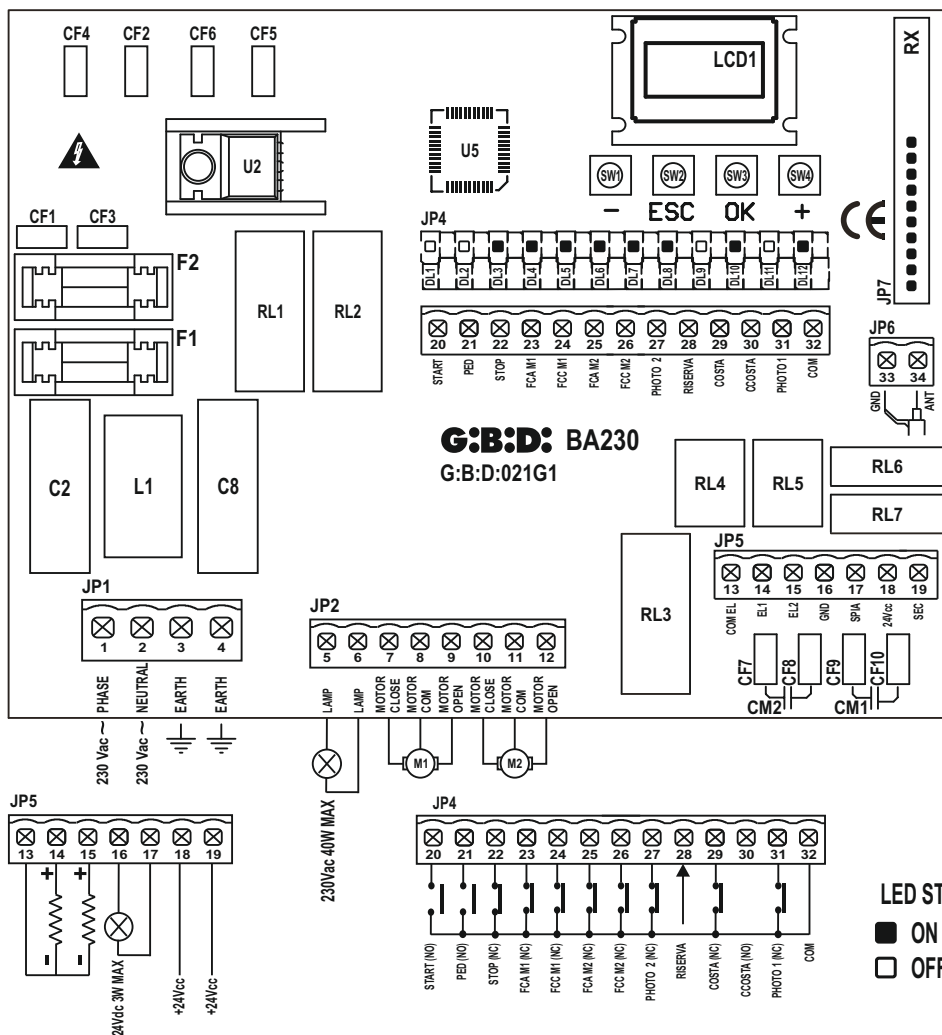 CF4 CF2 CF6 CF5
LCD1
RX
U2
U5
SW1 SW2 SW3 SW4
- ESC OK +
CF1 CF3
JP4
CE
DL1 DL2 DL3 DL4 DL5 DL6 DL7 DL8 DL9 DL10 DL11 DL12
JP7
F2
RL1 RL2
20 21 22 23 24 25 26 27 28 29 30 31 32
START PED STOP FCA M1 FCC M1 FCA M2 FCC M2 PHOTO 2 RISERVA COSTA CCOSTA PHOTO 1 COM
F1
JP6
33 34
GND ANT
G:B:D: BA230
G:B:D:021G1
C2 L1 C8
RL4 RL5 RL6
RL7
RL3
JP5
13 14 15 16 17 18 19
COM EL EL1 EL2 GND SPIA 24Vcc SEC
CF7 CF8 CF9 CF10
CM2 CM1
JP1
1 2 3 4
230 Vac ~ PHASE
230 Vac ~ NEUTRAL
EARTH
EARTH
JP2
5 6 7 8 9 10 11 12
LAMP
LAMP
MOTOR CLOSE
MOTOR COM
MOTOR OPEN
MOTOR CLOSE
MOTOR COM
MOTOR OPEN
M1 M2
230Vac 40W MAX
JP5
13 14 15 16 17 18 19
+ +
- -
24Vdc 3W MAX
+24Vcc
+24Vcc
JP4
20 21 22 23 24 25 26 27 28 29 30 31 32
START (NO)
PED (NO)
STOP (NC)
FCA M1 (NC)
FCC M1 (NC)
FCA M2 (NC)
FCC M2 (NC)
PHOTO 2 (NC)
RISERVA
COSTA (NC)
CCOSTA (NO)
PHOTO 1 (NC)
COM
LED ST
ON
OFF